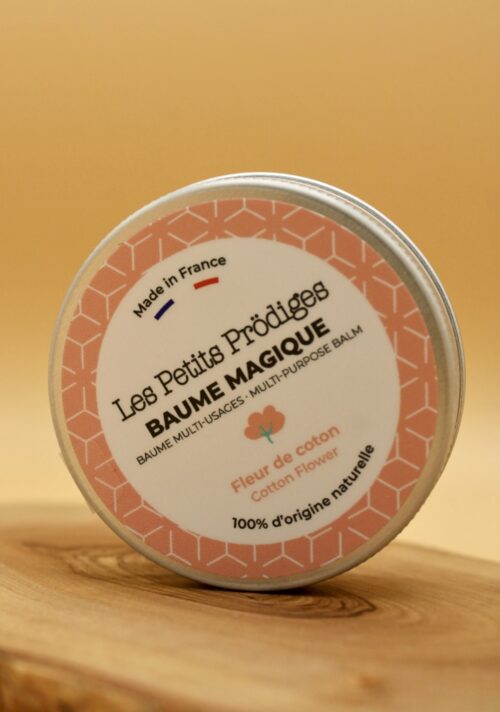 Made in France
Les Petits Prödiges
BAUME MAGIQUE
BAUME MULTI-USAGES · MULTI-PURPOSE BALM
Fleur de coton
Cotton Flower
100% d'origine naturelle